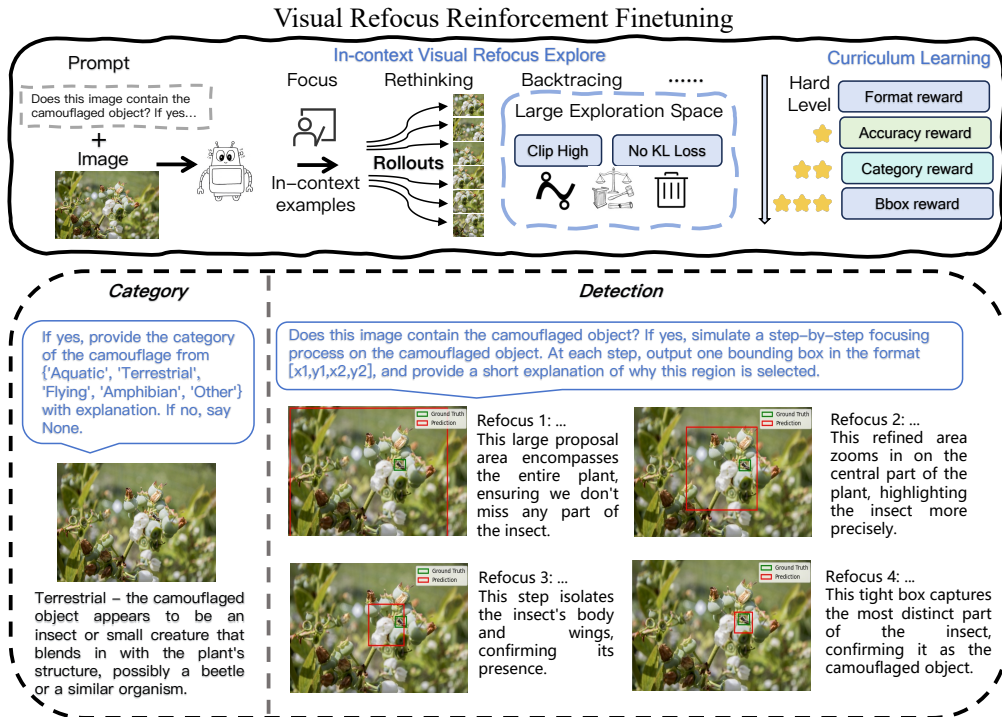 Visual Refocus Reinforcement Finetuning
Prompt
Does this image contain the
camouflaged object? If yes...
+
Image
In-context Visual Refocus Explore
Focus
In-context
examples
Rethinking
Rollouts
Backtracing
......
Large Exploration Space
Clip High
No KL Loss
Curriculum Learning
Hard
Level
Format reward
Accuracy reward
Category reward
Bbox reward
Category
If yes, provide the category
of the camouflage from
{'Aquatic', 'Terrestrial',
'Flying', 'Amphibian', 'Other'}
with explanation. If no, say
None.
Terrestrial – the camouflaged
object appears to be an
insect or small creature that
blends in with the plant's
structure, possibly a beetle
or a similar organism.
Detection
Does this image contain the camouflaged object? If yes, simulate a step-by-step focusing
process on the camouflaged object. At each step, output one bounding box in the format
[x1,y1,x2,y2], and provide a short explanation of why this region is selected.
Ground Truth
Prediction
Refocus 1: ...
This large proposal
area encompasses
the entire plant,
ensuring we don't
miss any part of
the insect.
Ground Truth
Prediction
Refocus 2: ...
This refined area
zooms in on the
central part of the
plant, highlighting
the insect more
precisely.
Ground Truth
Prediction
Refocus 3: ...
This step isolates
the insect's body
and wings,
confirming its
presence.
Ground Truth
Prediction
Refocus 4: ...
This tight box captures
the most distinct part
of the insect,
confirming it as the
camouflaged object.